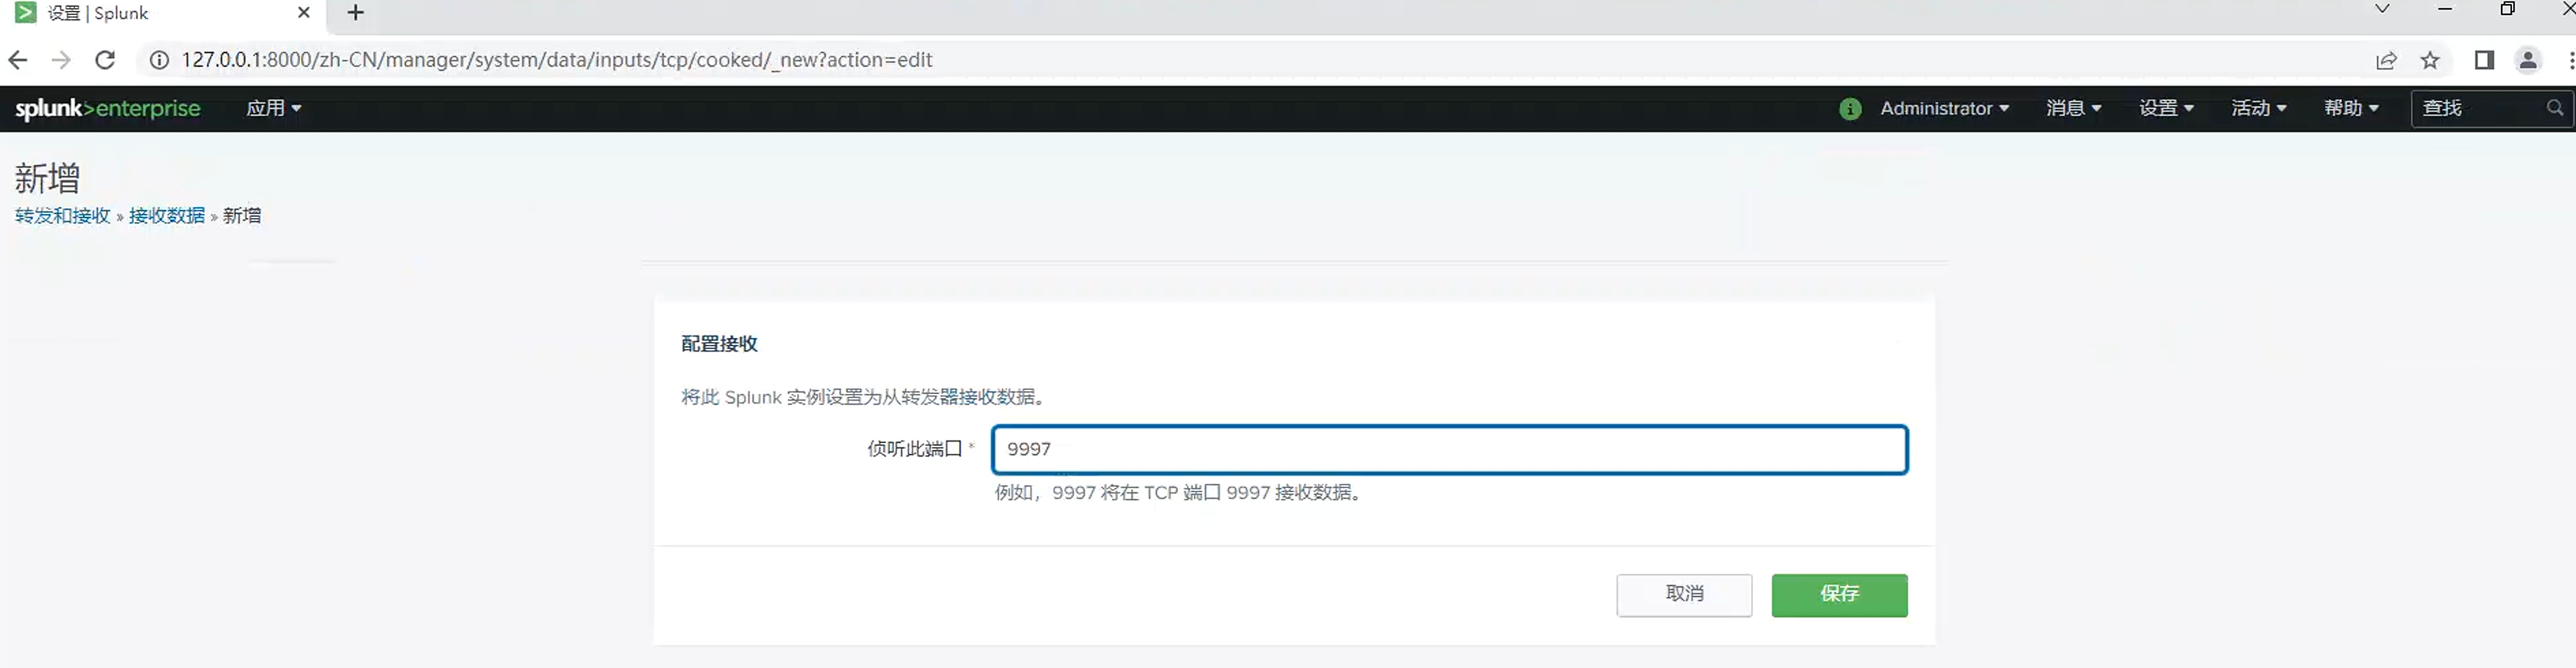 设置 | Splunk
127.0.0.1:8000/zh-CN/manager/system/data/inputs/tcp/cooked/_new?action=edit
splunk>enterprise 应用 Administrator 消息 设置 活动 帮助 查找
新增
转发和接收 » 接收数据 » 新增
配置接收
将此 Splunk 实例设置为从转发器接收数据。
侦听此端口 * 9997
例如，9997 将在 TCP 端口 9997 接收数据。
取消 保存